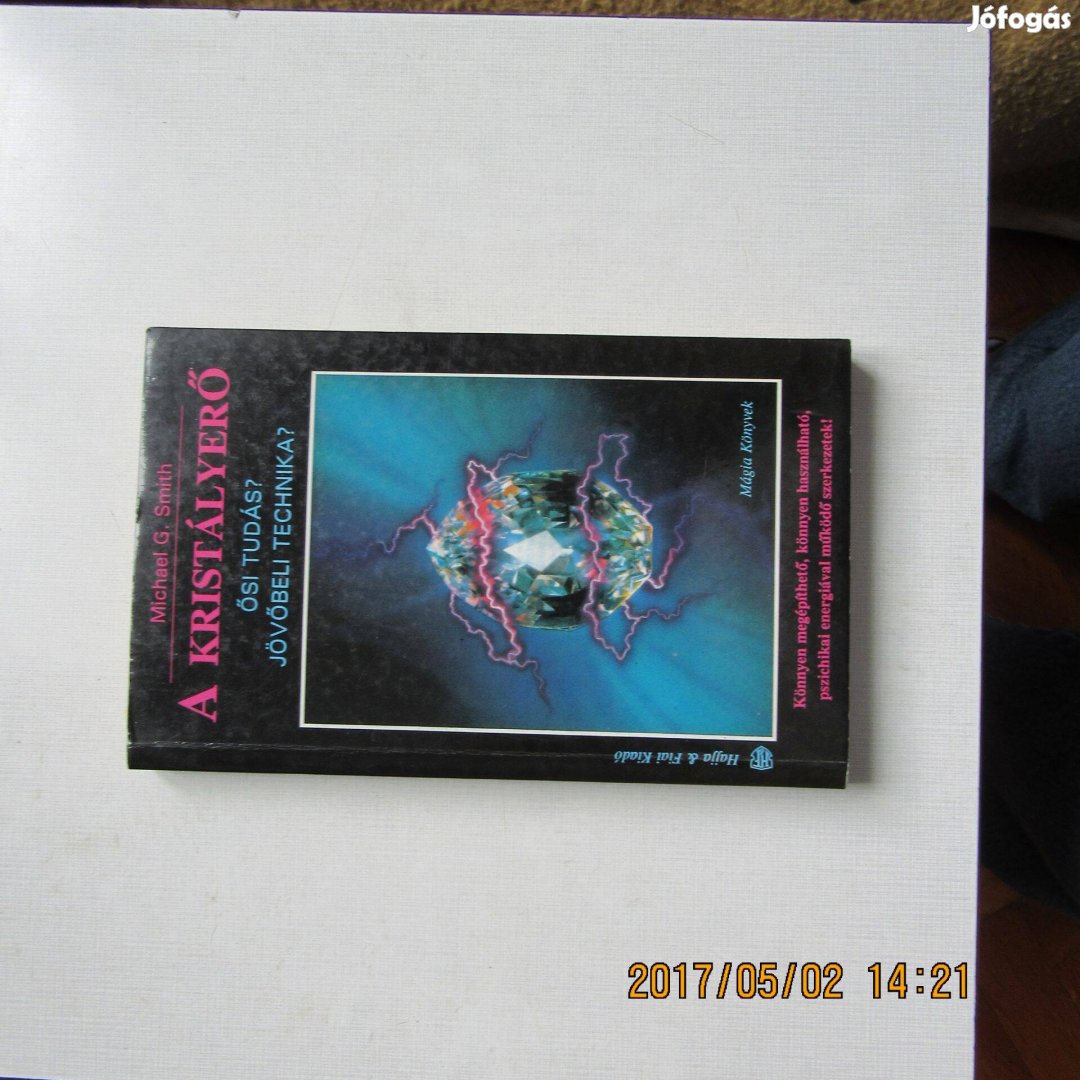 Jófogás
Michael G. Smith
A KRISTÁLYERŐ
ŐSI TUDÁS?
JÖVŐBELI TECHNIKA?
Mágia Könyvek
Könnyen megépíthető, könnyen használható,
pszichikai energiával működő szerkezetek!
Hajja & Fiai Kiadó
2017/05/02 14:21